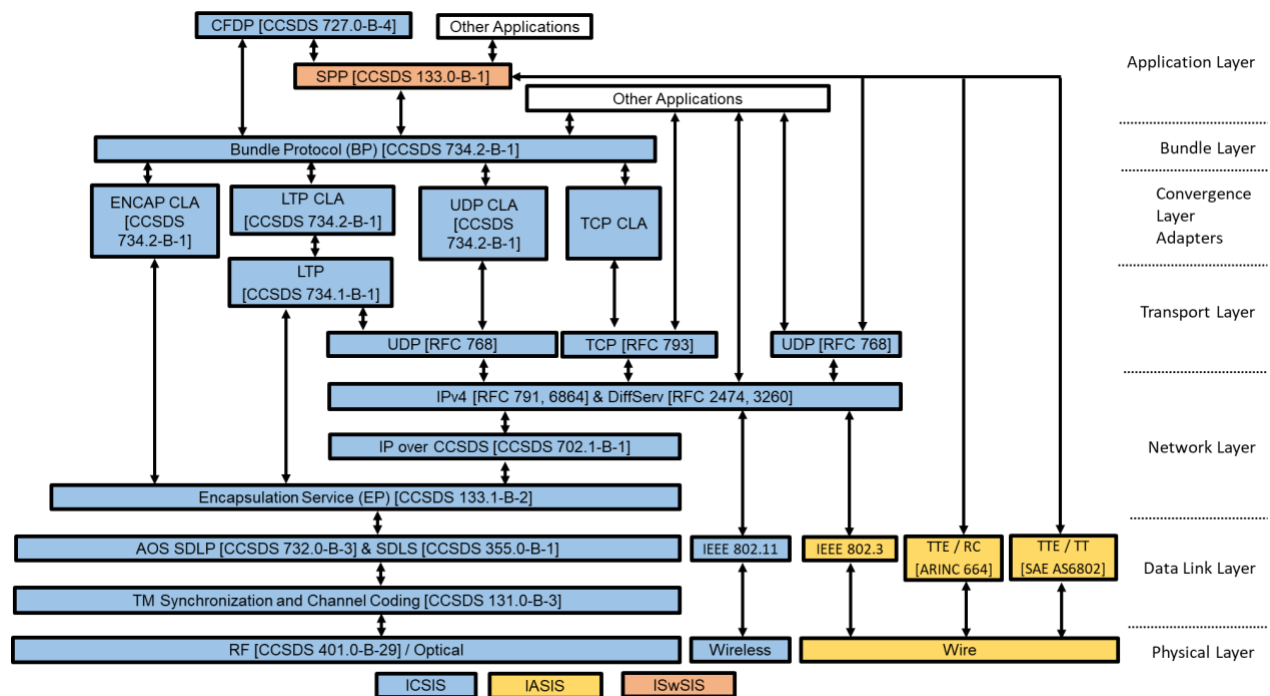 CFDP [CCSDS 727.0-B-4]
Other Applications
SPP [CCSDS 133.0-B-1]
Application Layer
Other Applications
Bundle Protocol (BP) [CCSDS 734.2-B-1]
Bundle Layer
ENCAP CLA
[CCSDS
734.2-B-1]
LTP CLA
[CCSDS 734.2-B-1]
UDP CLA
[CCSDS
734.2-B-1]
TCP CLA
Convergence
Layer
Adapters
LTP
[CCSDS 734.1-B-1]
Transport Layer
UDP [RFC 768]
TCP [RFC 793]
UDP [RFC 768]
IPv4 [RFC 791, 6864] & DiffServ [RFC 2474, 3260]
IP over CCSDS [CCSDS 702.1-B-1]
Network Layer
Encapsulation Service (EP) [CCSDS 133.1-B-2]
AOS SDLP [CCSDS 732.0-B-3] & SDLS [CCSDS 355.0-B-1]
IEEE 802.11
IEEE 802.3
TTE / RC
[ARINC 664]
TTE / TT
[SAE AS6802]
Data Link Layer
TM Synchronization and Channel Coding [CCSDS 131.0-B-3]
RF [CCSDS 401.0-B-29] / Optical
Wireless
Wire
Physical Layer
ICSIS
IASIS
ISwSIS